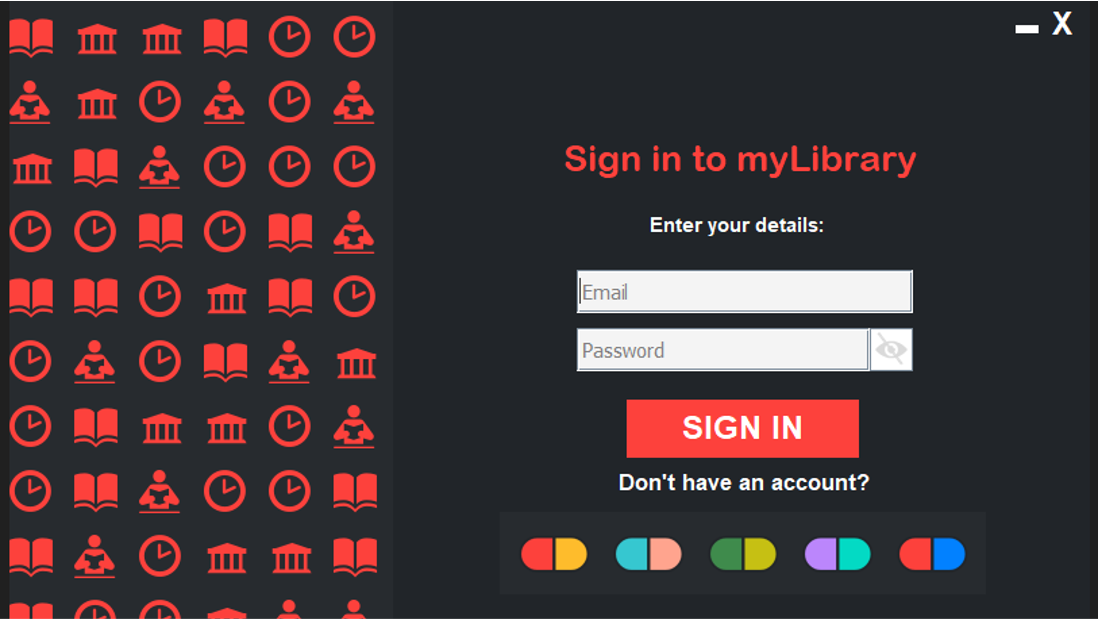 X
Sign in to myLibrary
Enter your details:
Email
Password
SIGN IN
Don't have an account?